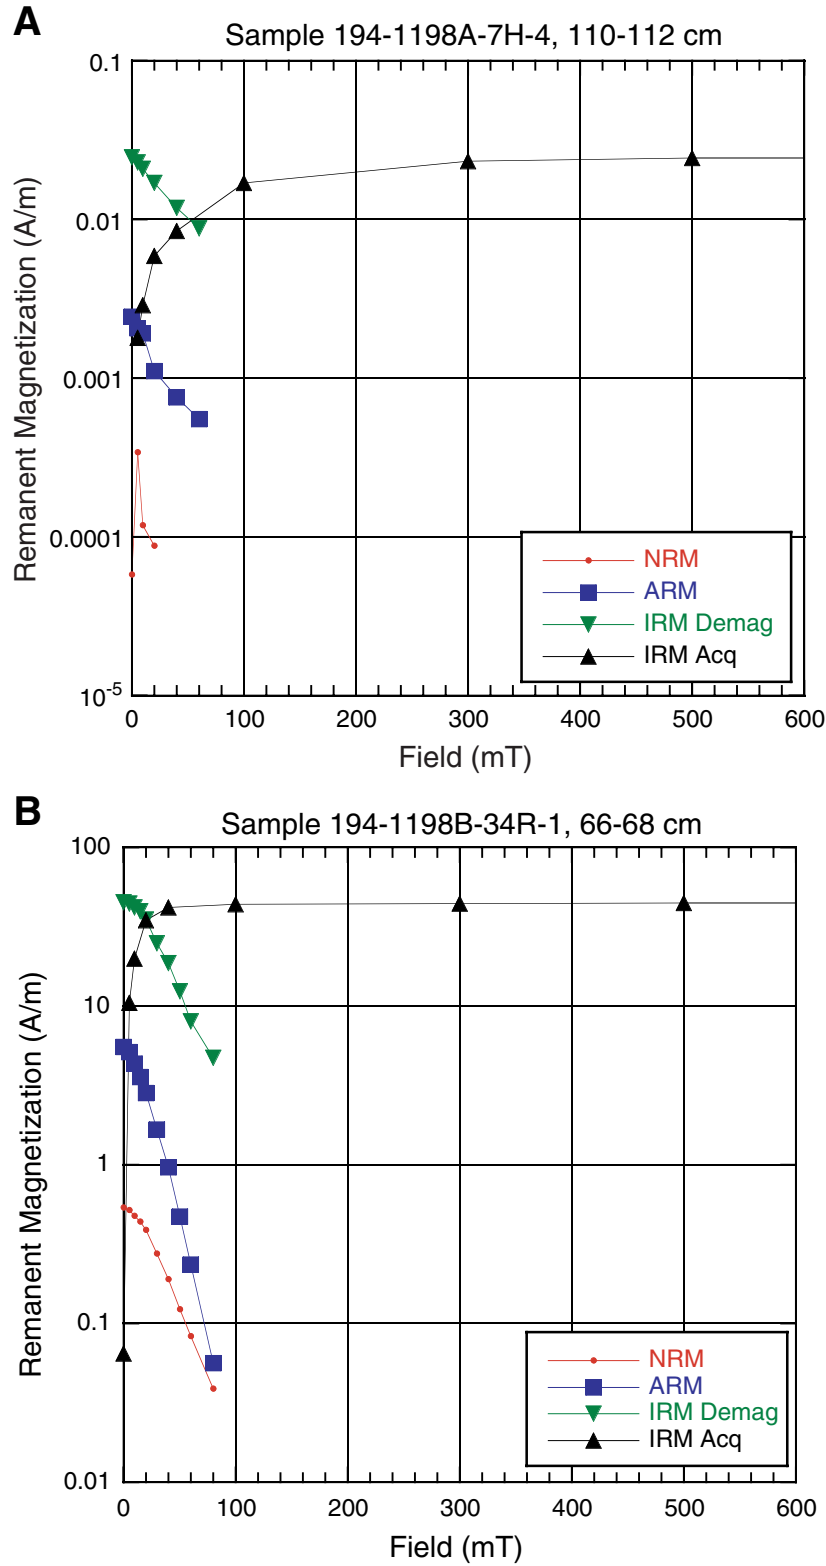 A
Sample 194-1198A-7H-4, 110-112 cm
Remanent Magnetization (A/m)
0.1
0.01
0.001
0.0001
10-5
NRM
ARM
IRM Demag
IRM Acq
0 100 200 300 400 500 600
Field (mT)
B
Sample 194-1198B-34R-1, 66-68 cm
Remanent Magnetization (A/m)
100
10
1
0.1
0.01
NRM
ARM
IRM Demag
IRM Acq
0 100 200 300 400 500 600
Field (mT)